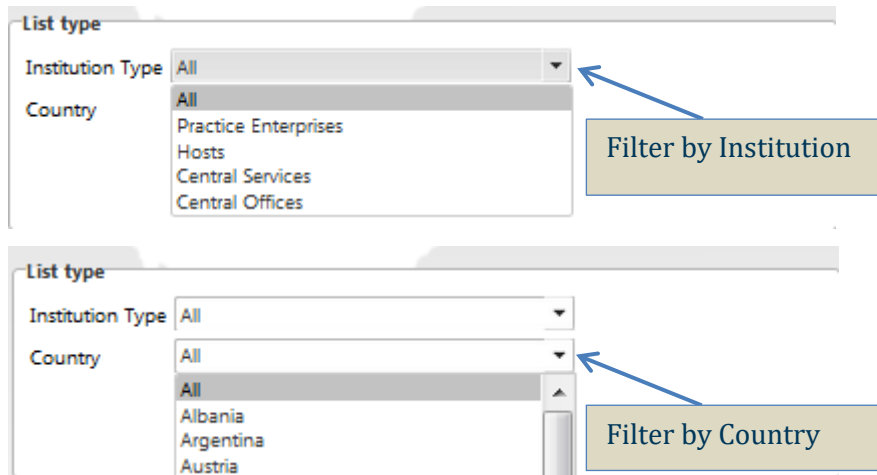 List type
Institution Type All
Country
All
Practice Enterprises
Hosts
Central Services
Central Offices
Filter by Institution
List type
Institution Type All
Country All
All
Albania
Argentina
Austria
Filter by Country